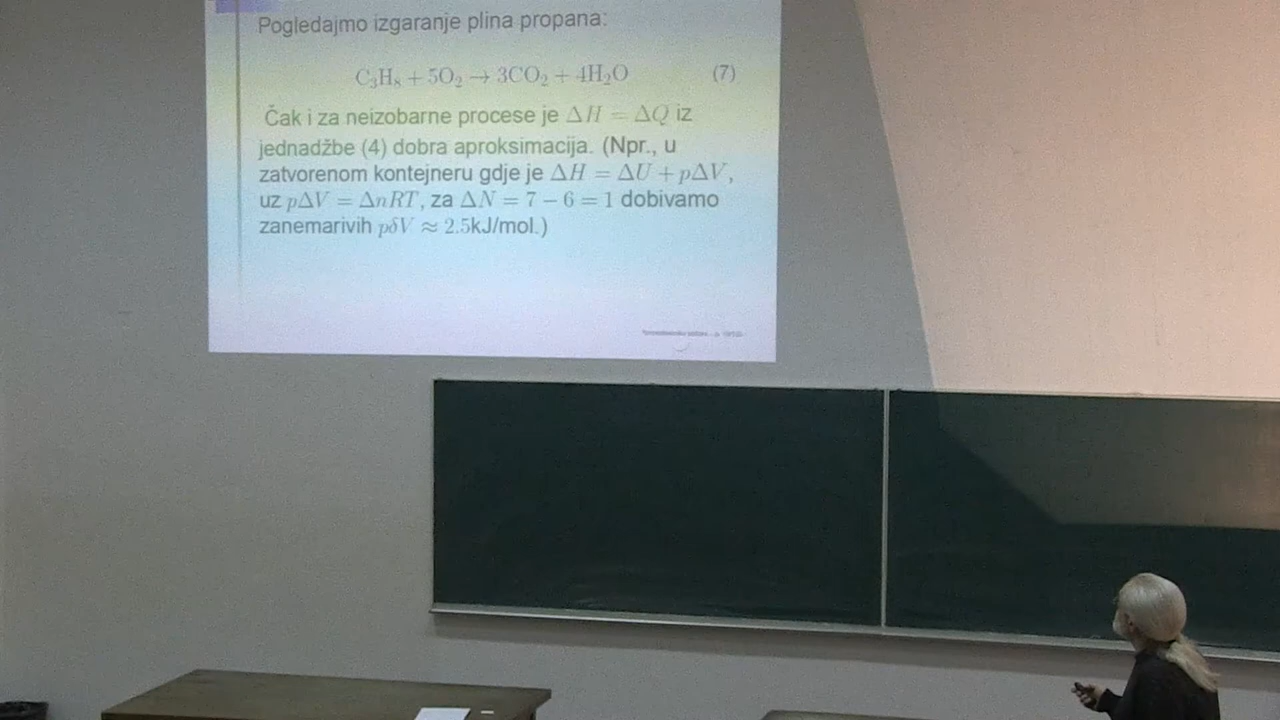 Pogledajmo izgaranje plina propana:
C₃H₈ + 5O₂ → 3CO₂ + 4H₂O (7)
Čak i za neizobarne procese je ΔH = ΔQ iz
jednadžbe (4) dobra aproksimacija. (Npr., u
zatvorenom kontejneru gdje je ΔH = ΔU + pΔV,
uz pΔV = ΔnRT, za ΔN = 7 − 6 = 1 dobivamo
zanemarivih pδV ≈ 2.5kJ/mol.)